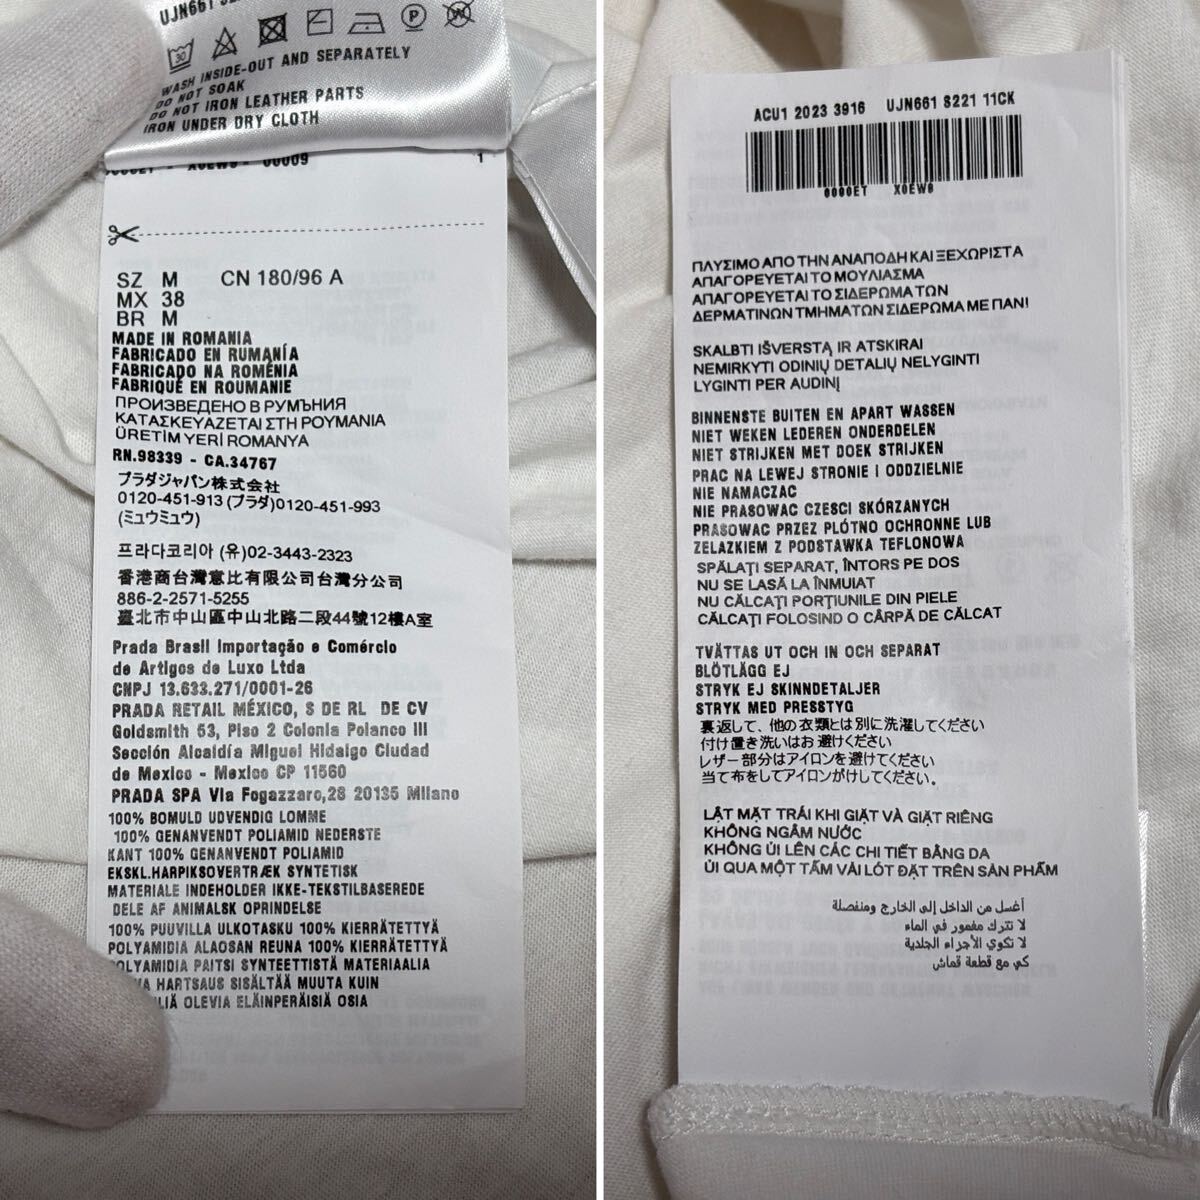 UJN661
30
P
WASH INSIDE-OUT AND SEPARATELY
DO NOT SOAK
DO NOT IRON LEATHER PARTS
IRON UNDER DRY CLOTH
X0EW0 - 00009
1
SZ M CN 180/96 A
MX 38
BR M
MADE IN ROMANIA
FABRICADO EN RUMANÍA
FABRICADO NA ROMÊNIA
FABRIQUÉ EN ROUMANIE
ПРОИЗВЕДЕНО В РУМЪНИЯ
ΚΑΤΑΣΚΕΥΑΖΕΤΑΙ ΣΤΗ ΡΟΥΜΑΝΙΑ
ÜRETİM YERİ ROMANYA
RN.98339 - CA.34767
プラダジャパン株式会社
0120-451-913 (プラダ)0120-451-993
(ミュウミュウ)
프라다코리아 (유)02-3443-2323
香港商台灣意比有限公司台灣分公司
886-2-2571-5255
臺北市中山區中山北路二段44號12樓A室
Prada Brasil Importação e Comércio
de Artigos de Luxo Ltda
CNPJ 13.633.271/0001-26
PRADA RETAIL MÉXICO, S DE RL DE CV
Goldsmith 53, Piso 2 Colonia Polanco III
Sección Alcaldía Miguel Hidalgo Ciudad
de Mexico - Mexico CP 11560
PRADA SPA Via Fogazzaro,28 20135 Milano
100% BOMULD UDVENDIG LOMME
100% GENANVENDT POLIAMID NEDERSTE
KANT 100% GENANVENDT POLIAMID
EKSKL.HARPIKSOVERTRÆK SYNTETISK
MATERIALE INDEHOLDER IKKE-TEKSTILBASEREDE
DELE AF ANIMALSK OPRINDELSE
100% PUUVILLA ULKOTASKU 100% KIERRÄTETTYÄ
POLYAMIDIA ALAOSAN REUNA 100% KIERRÄTETTYÄ
POLYAMIDIA PAITSI SYNTEETTISTÄ MATERIAALIA
HARTSAUS SISÄLTÄÄ MUUTA KUIN
OLEVIA ELÄINPERÄISIÄ OSIA
ACU1 2023 3916 UJN661 S221 11CK
0000ET X0EW0
ΠΛΥΣΙΜΟ ΑΠΟ ΤΗΝ ΑΝΑΠΟΔΗ ΚΑΙ ΞΕΧΩΡΙΣΤΑ
ΑΠΑΓΟΡΕΥΕΤΑΙ ΤΟ ΜΟΥΛΙΑΣΜΑ
ΑΠΑΓΟΡΕΥΕΤΑΙ ΤΟ ΣΙΔΕΡΩΜΑ ΤΩΝ
ΔΕΡΜΑΤΙΝΩΝ ΤΜΗΜΑΤΩΝ ΣΙΔΕΡΩΜΑ ΜΕ ΠΑΝΙ
SKALBTI IŠVERSTĄ IR ATSKIRAI
NEMIRKYTI ODINIŲ DETALIŲ NELYGINTI
LYGINTI PER AUDINĮ
BINNENSTE BUITEN EN APART WASSEN
NIET WEKEN LEDEREN ONDERDELEN
NIET STRIJKEN MET DOEK STRIJKEN
PRAC NA LEWEJ STRONIE I ODDZIELNIE
NIE NAMACZAC
NIE PRASOWAC CZESCI SKÓRZANYCH
PRASOWAC PRZEZ PLÓTNO OCHRONNE LUB
ZELAZKIEM Z PODSTAWKA TEFLONOWA
SPĂLAȚI SEPARAT, ÎNTORS PE DOS
NU SE LASĂ LA ÎNMUIAT
NU CĂLCAȚI PORȚIUNILE DIN PIELE
CĂLCAȚI FOLOSIND O CÂRPĂ DE CĂLCAT
TVÄTTAS UT OCH IN OCH SEPARAT
BLÖTLÄGG EJ
STRYK EJ SKINNDETALJER
STRYK MED PRESSTYG
裏返して、他の衣類とは別に洗濯してください
付け置き洗いはお避けください
レザー部分はアイロンを避けてください
当て布をしてアイロンがけしてください。
LẬT MẶT TRÁI KHI GIẶT VÀ GIẶT RIÊNG
KHÔNG NGÂM NƯỚC
KHÔNG ỦI LÊN CÁC CHI TIẾT BẰNG DA
ỦI QUA MỘT TẤM VẢI LÓT ĐẶT TRÊN SẢN PHẨM
أغسل من الداخل إلى الخارج ومنفصلة
لا تترك مغمور في الماء
لا تكوي الأجزاء الجلدية
كي مع قطعة قماش